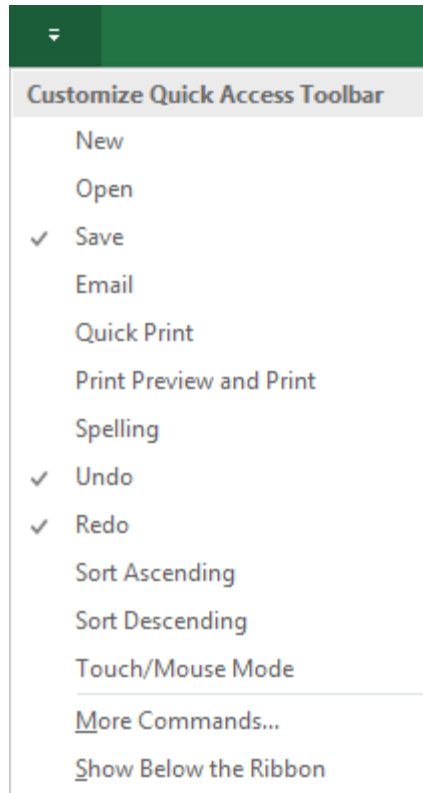 Customize Quick Access Toolbar
New
Open
Save
Email
Quick Print
Print Preview and Print
Spelling
Undo
Redo
Sort Ascending
Sort Descending
Touch/Mouse Mode
More Commands...
Show Below the Ribbon